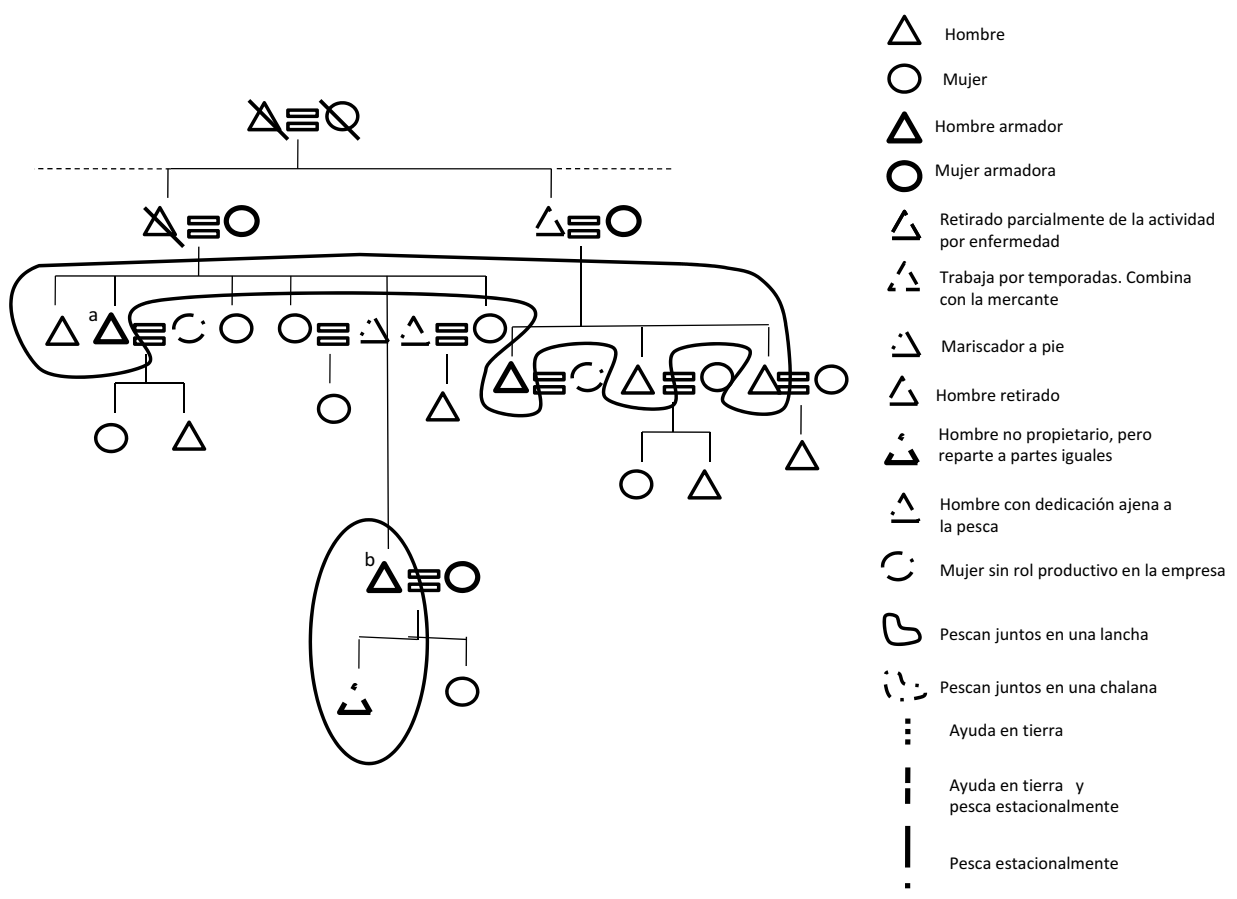 Hombre
Mujer
Hombre armador
Mujer armadora
Retirado parcialmente de la actividad
por enfermedad
Trabaja por temporadas. Combina
con la mercante
Mariscador a pie
Hombre retirado
Hombre no propietario, pero
reparte a partes iguales
Hombre con dedicación ajena a
la pesca
Mujer sin rol productivo en la empresa
Pescan juntos en una lancha
Pescan juntos en una chalana
Ayuda en tierra
Ayuda en tierra y
pesca estacionalmente
Pesca estacionalmente
a
b